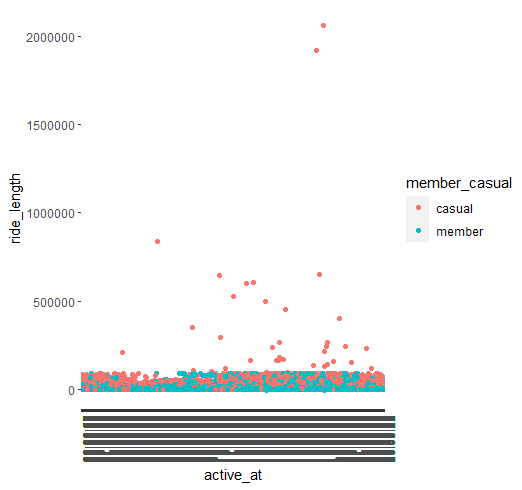 2000000
1500000
1000000
500000
0
ride_length
active_at
member_casual
casual
member